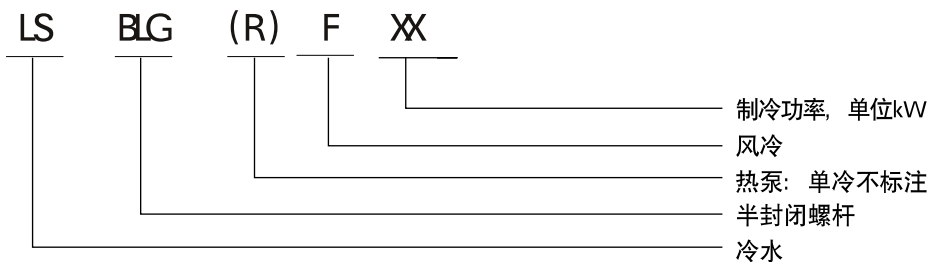 LS BLG (R) F XX
制冷功率, 单位kW
风冷
热泵: 单冷不标注
半封闭螺杆
冷水